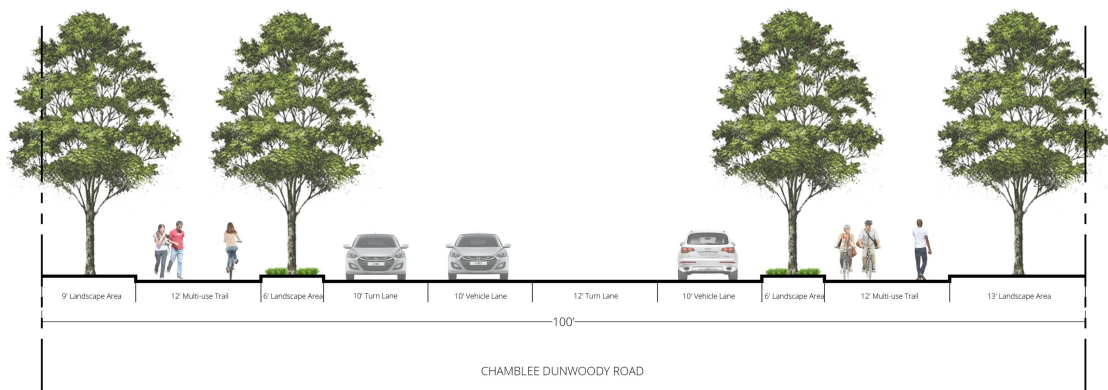 9' Landscape Area
12' Multi-use Trail
6' Landscape Area
10' Turn Lane
10' Vehicle Lane
12' Turn Lane
10' Vehicle Lane
6' Landscape Area
12' Multi-use Trail
13' Landscape Area
100'
CHAMBLEE DUNWOODY ROAD